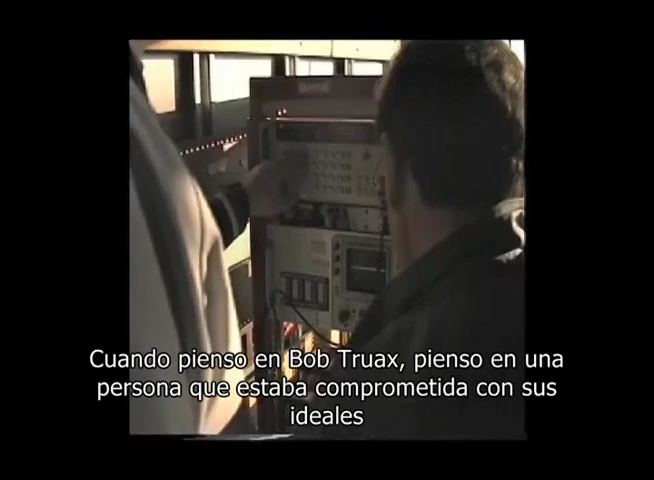 Cuando pienso en Bob Truax, pienso en una
persona que estaba comprometida con sus
ideales